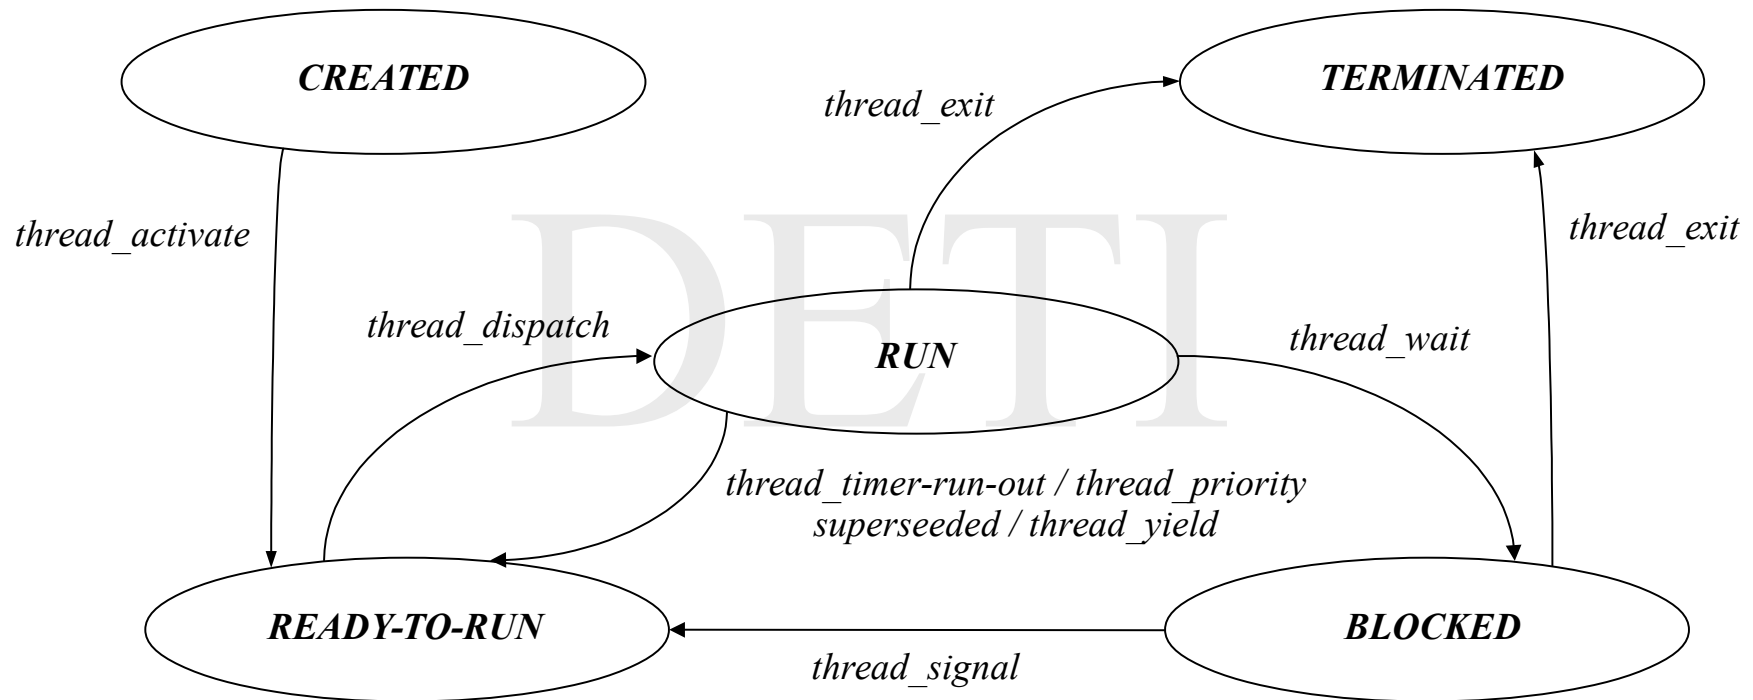 CREATED
TERMINATED
thread_exit
thread_activate
thread_exit
DETI
thread_dispatch
RUN
thread_wait
thread_timer-run-out / thread_priority
superseeded / thread_yield
READY-TO-RUN
BLOCKED
thread_signal